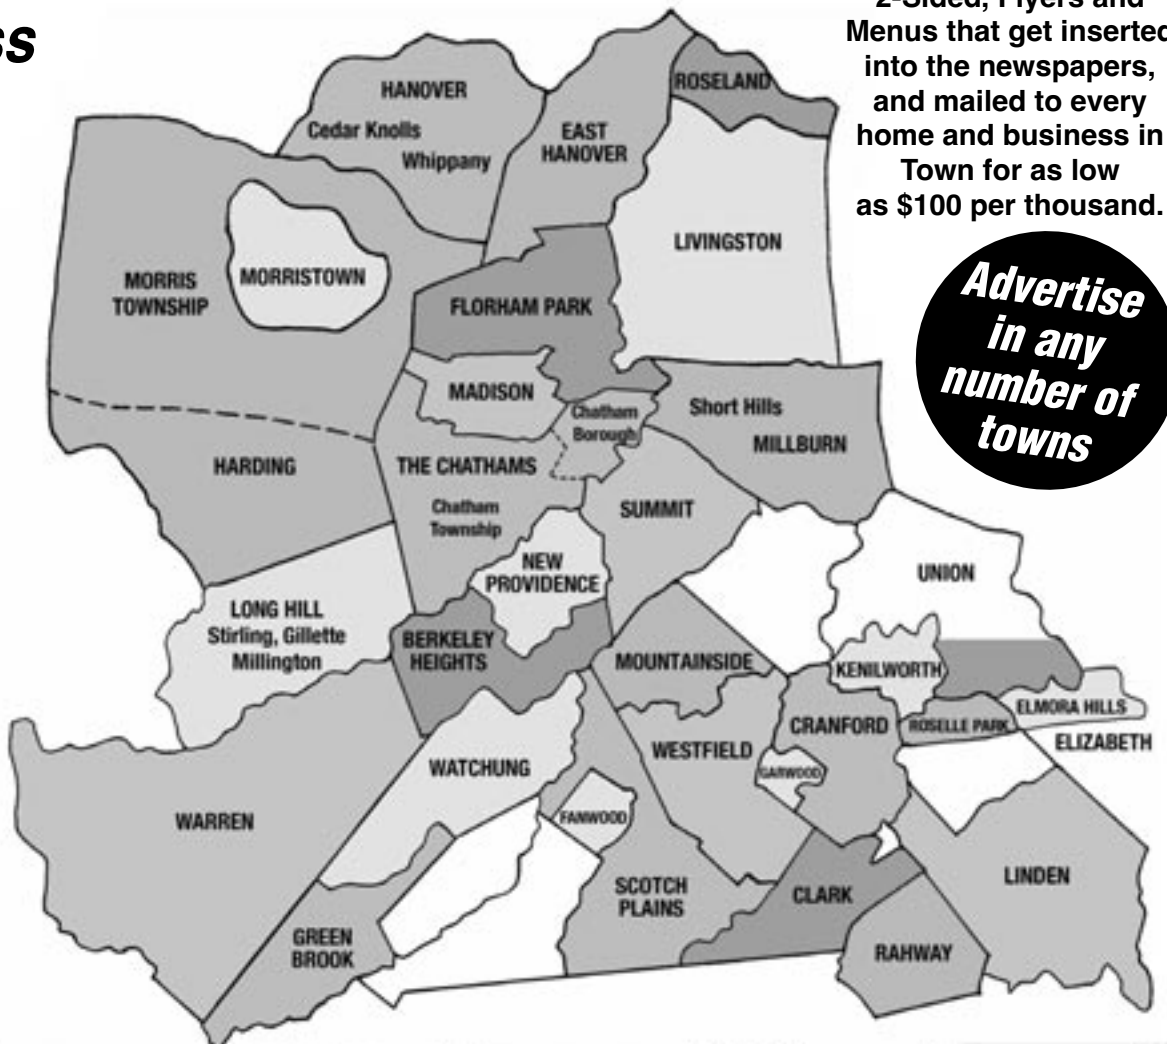 ss
2-Sided, Flyers and
Menus that get inserted
into the newspapers,
and mailed to every
home and business in
Town for as low
as $100 per thousand.
Advertise
in any
number of
towns
HANOVER
Cedar Knolls
Whippany
EAST
HANOVER
ROSELAND
LIVINGSTON
MORRIS
TOWNSHIP
MORRISTOWN
FLORHAM PARK
MADISON
Chatham
Borough
Short Hills
MILLBURN
HARDING
THE CHATHAMS
Chatham
Township
SUMMIT
NEW
PROVIDENCE
UNION
LONG HILL
Stirling, Gillette
Millington
BERKELEY
HEIGHTS
MOUNTAINSIDE
KENILWORTH
ELMORA HILLS
ROSELLE PARK
CRANFORD
ELIZABETH
WESTFIELD
GARWOOD
WATCHUNG
FANWOOD
WARREN
SCOTCH
PLAINS
CLARK
LINDEN
GREEN
BROOK
RAHWAY